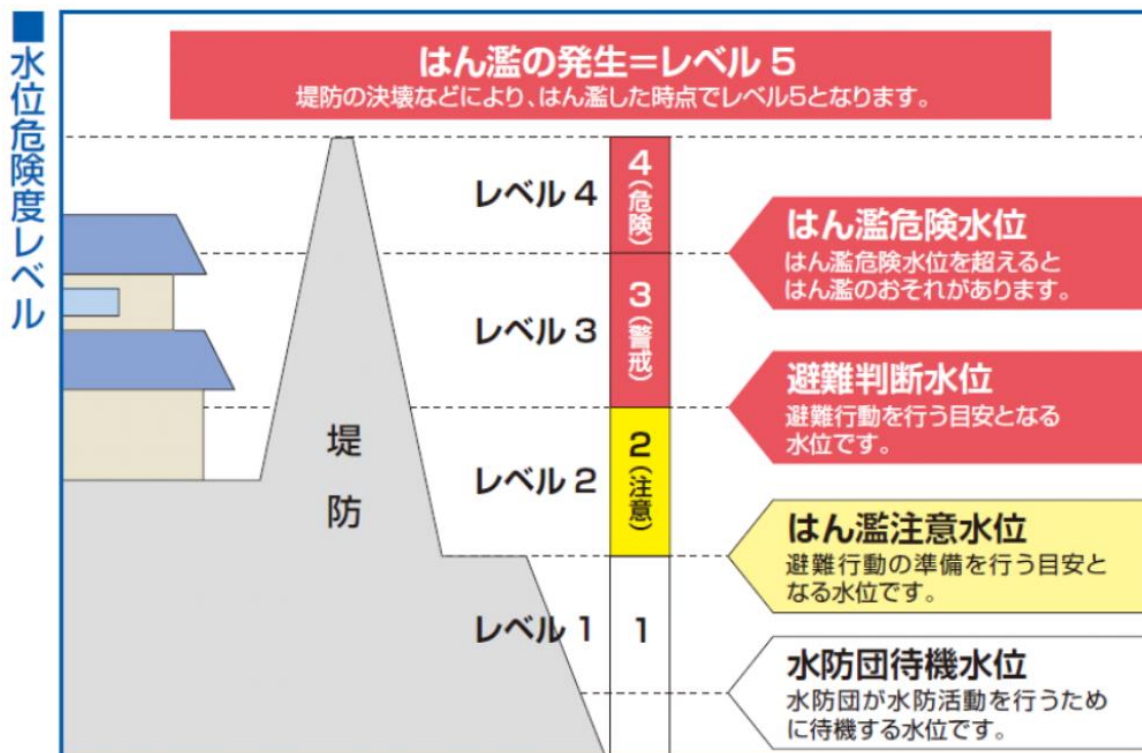 ■水位危険度レベル
はん濫の発生=レベル5
堤防の決壊などにより、はん濫した時点でレベル5となります。
レベル4
4(危険)
はん濫危険水位
はん濫危険水位を超えると
はん濫のおそれがあります。
レベル3
3(警戒)
避難判断水位
避難行動を行う目安となる
水位です。
堤防
レベル2
2(注意)
はん濫注意水位
避難行動の準備を行う目安と
なる水位です。
レベル1
1
水防団待機水位
水防団が水防活動を行うため
に待機する水位です。